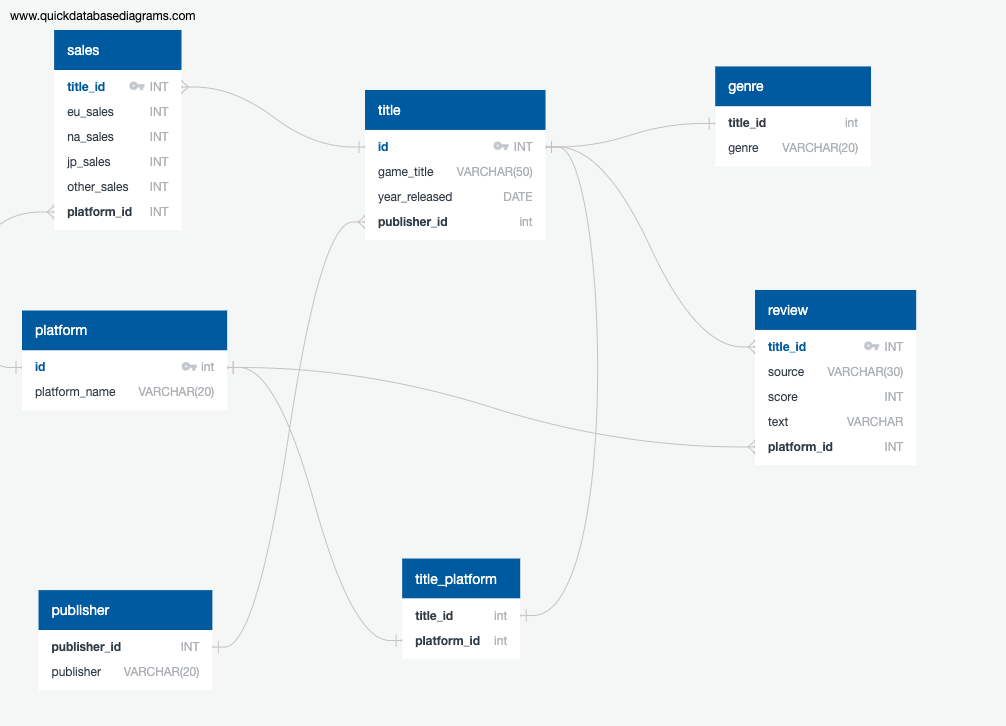 www.quickdatabasediagrams.com
sales
title_id INT
eu_sales INT
na_sales INT
jp_sales INT
other_sales INT
platform_id INT
title
id INT
game_title VARCHAR(50)
year_released DATE
publisher_id int
genre
title_id int
genre VARCHAR(20)
platform
id int
platform_name VARCHAR(20)
review
title_id INT
source VARCHAR(30)
score INT
text VARCHAR
platform_id INT
publisher
publisher_id INT
publisher VARCHAR(20)
title_platform
title_id int
platform_id int